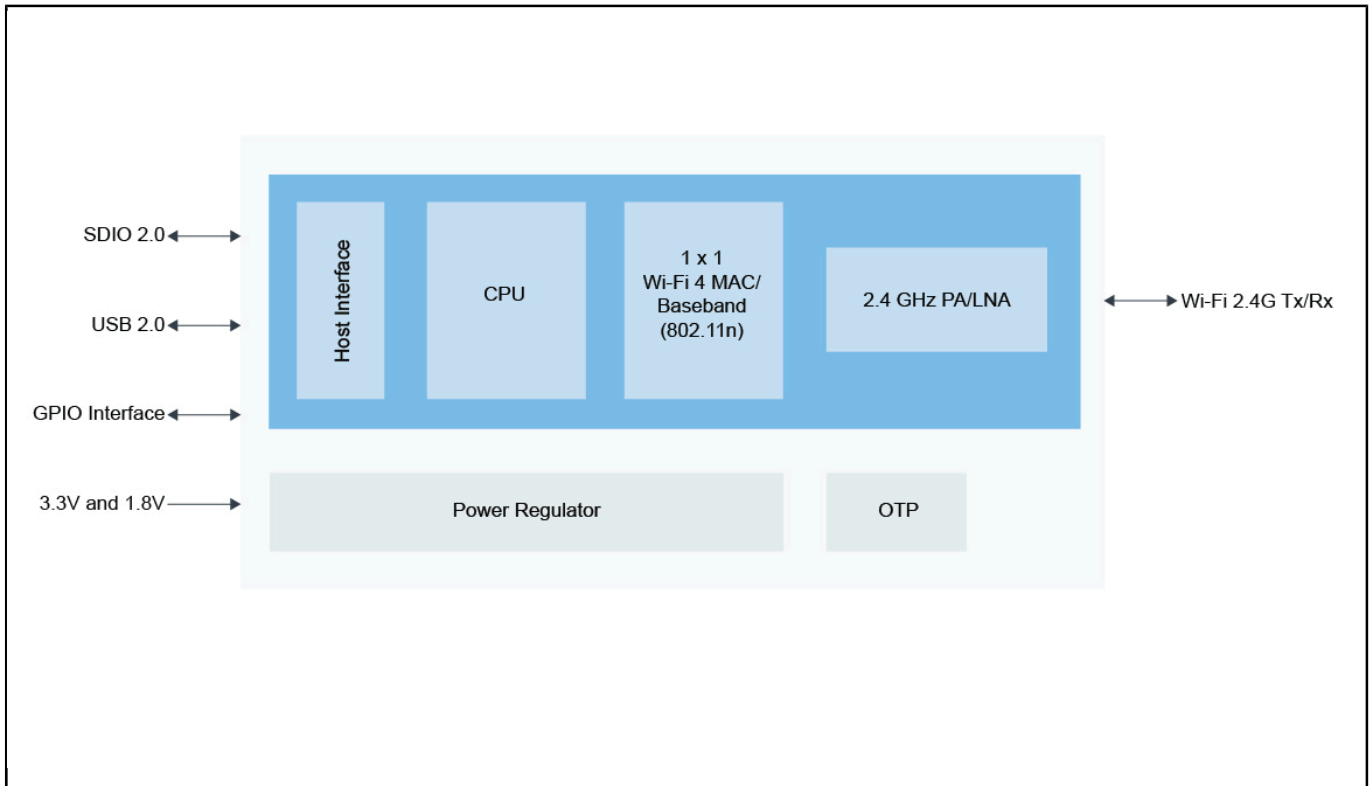 SDIO 2.0
USB 2.0
GPIO Interface
3.3V and 1.8V
Host Interface
CPU
1 x 1
Wi-Fi 4 MAC/
Baseband
(802.11n)
2.4 GHz PA/LNA
Wi-Fi 2.4G Tx/Rx
Power Regulator
OTP